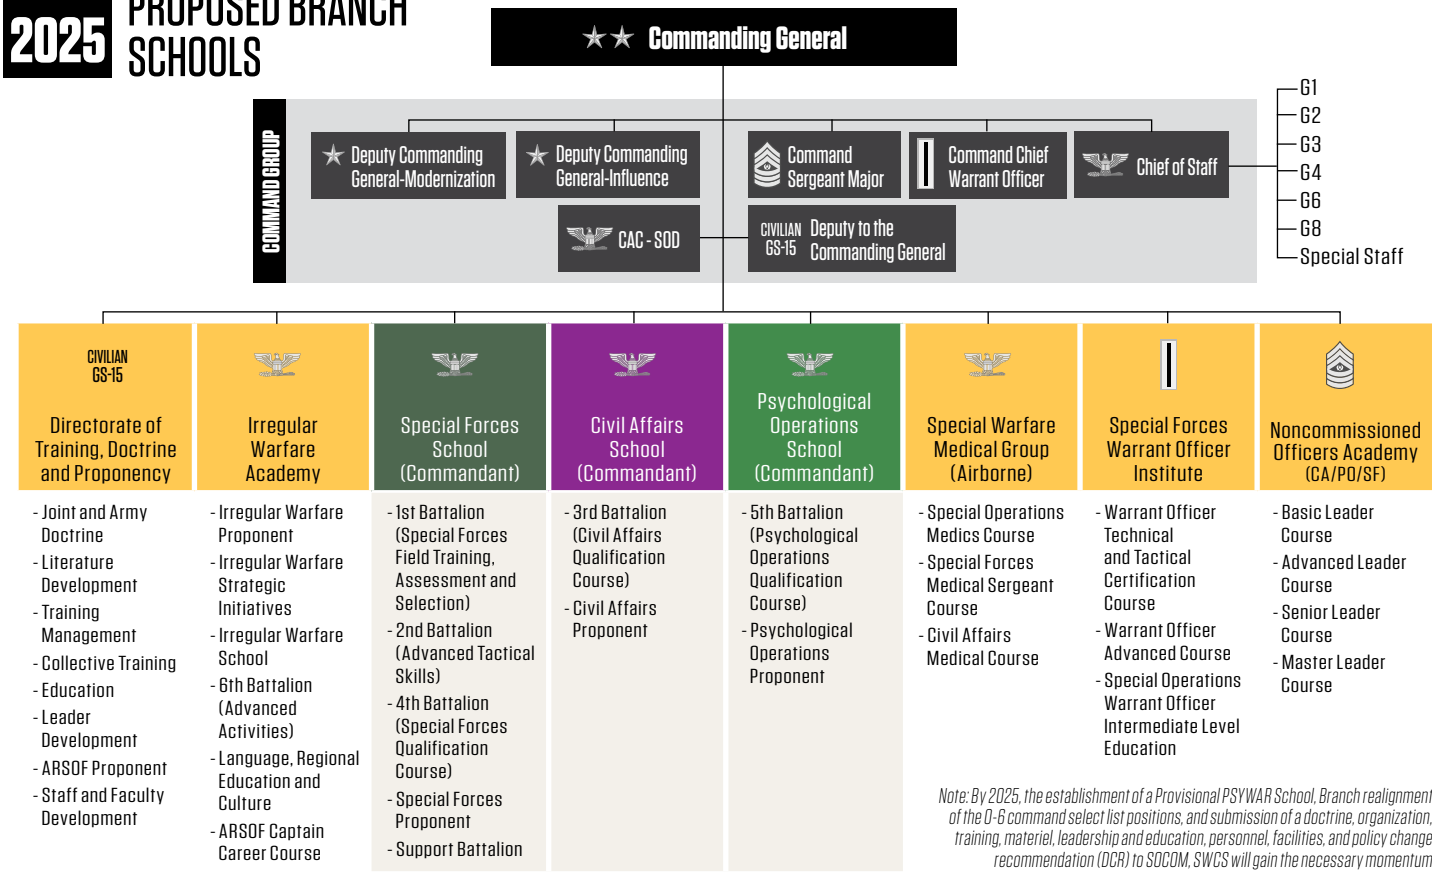 2025
PROPOSED BRANCH
SCHOOLS
Commanding General
COMMAND GROUP
Deputy Commanding
General-Modernization
Deputy Commanding
General-Influence
Command
Sergeant Major
Command Chief
Warrant Officer
Chief of Staff
G1
G2
G3
G4
G6
G8
Special Staff
CAC - SOD
CIVILIAN
GS-15
Deputy to the
Commanding General
CIVILIAN
GS-15
Directorate of
Training, Doctrine
and Proponency
- Joint and Army
Doctrine
- Literature
Development
- Training
Management
- Collective Training
- Education
- Leader
Development
- ARSOF Proponent
- Staff and Faculty
Development
Irregular
Warfare
Academy
- Irregular Warfare
Proponent
- Irregular Warfare
Strategic
Initiatives
- Irregular Warfare
School
- 6th Battalion
(Advanced
Activities)
- Language, Regional
Education and
Culture
- ARSOF Captain
Career Course
Special Forces
School
(Commandant)
- 1st Battalion
(Special Forces
Field Training,
Assessment and
Selection)
- 2nd Battalion
(Advanced Tactical
Skills)
- 4th Battalion
(Special Forces
Qualification
Course)
- Special Forces
Proponent
- Support Battalion
Civil Affairs
School
(Commandant)
- 3rd Battalion
(Civil Affairs
Qualification
Course)
- Civil Affairs
Proponent
Psychological
Operations
School
(Commandant)
- 5th Battalion
(Psychological
Operations
Qualification
Course)
- Psychological
Operations
Proponent
Special Warfare
Medical Group
(Airborne)
- Special Operations
Medics Course
- Special Forces
Medical Sergeant
Course
- Civil Affairs
Medical Course
Special Forces
Warrant Officer
Institute
- Warrant Officer
Technical
and Tactical
Certification
Course
- Warrant Officer
Advanced Course
- Special Operations
Warrant Officer
Intermediate Level
Education
Noncommissioned
Officers Academy
(CA/PO/SF)
- Basic Leader
Course
- Advanced Leader
Course
- Senior Leader
Course
- Master Leader
Course
Note: By 2025, the establishment of a Provisional PSYWAR School, Branch realignment
of the O-6 command select list positions, and submission of a doctrine, organization,
training, materiel, leadership and education, personnel, facilities, and policy change
recommendation (DCR) to SOCOM, SWCS will gain the necessary momentum